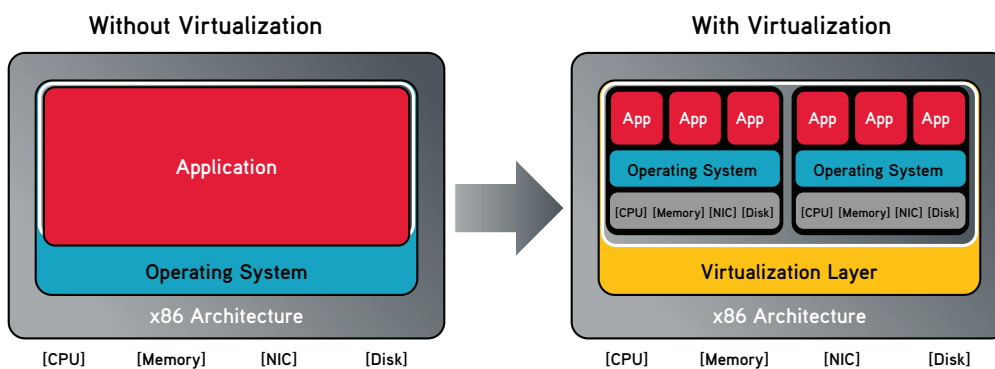 Without Virtualization
Application
Operating System
x86 Architecture
[CPU] [Memory] [NIC] [Disk]
With Virtualization
App App App App App App
Operating System Operating System
[CPU] [Memory] [NIC] [Disk] [CPU] [Memory] [NIC] [Disk]
Virtualization Layer
x86 Architecture
[CPU] [Memory] [NIC] [Disk]